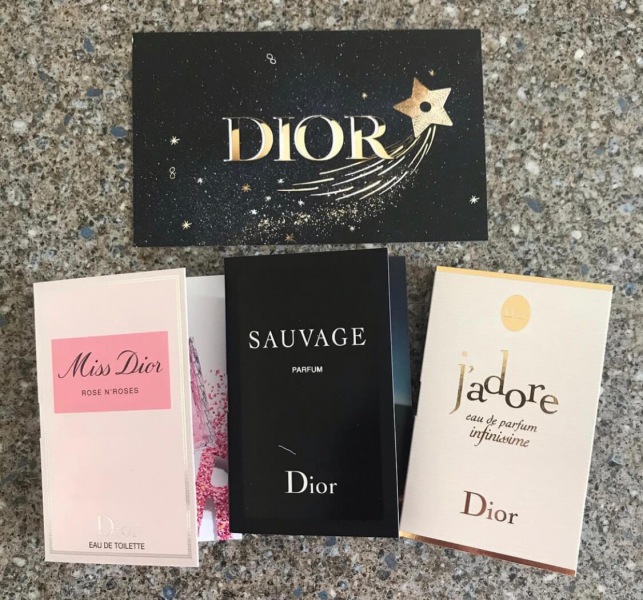 DIOR
Miss Dior
ROSE N'ROSES
Dior
EAU DE TOILETTE
SAUVAGE
PARFUM
Dior
j'adore
eau de parfum
infinissime
Dior